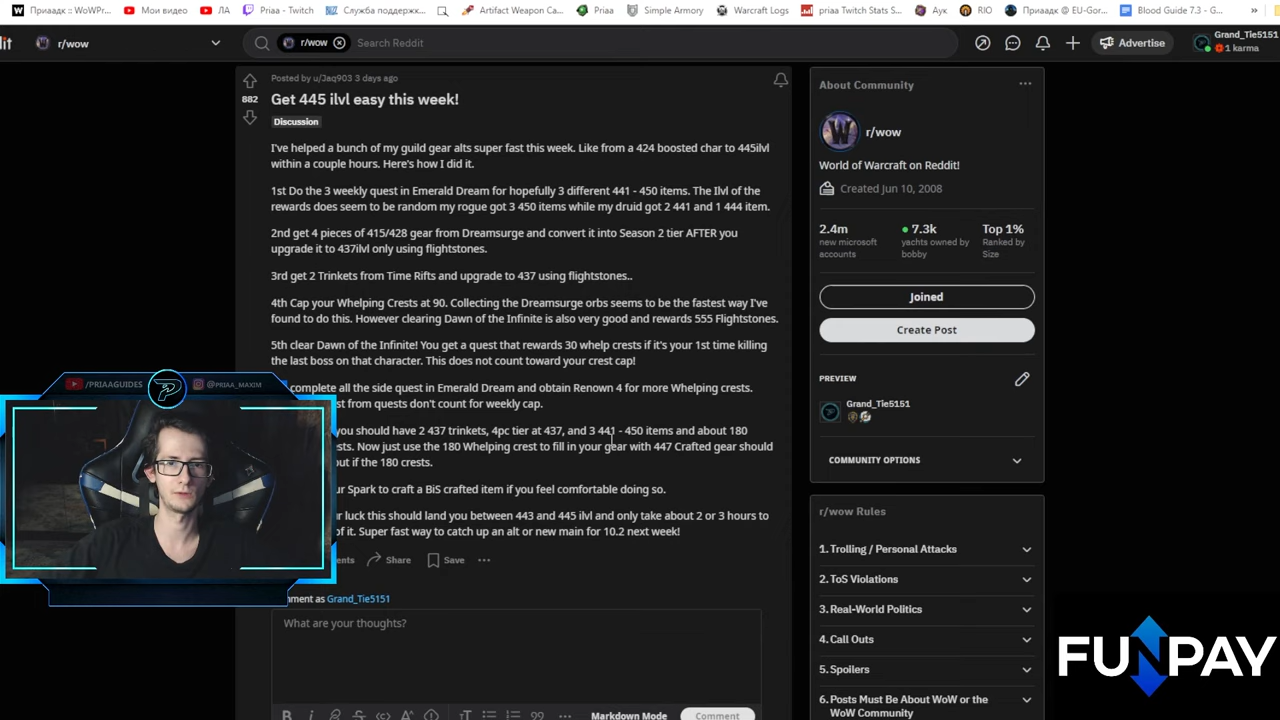 Приаадк :: WoWPr...
Мои видео
ЛА
Priaa - Twitch
Служба поддержк...
Artifact Weapon Ca...
Priaa
Simple Armory
Warcraft Logs
priaa Twitch Stats S...
Аук
RIO
Приаадк @ EU-Gor...
Blood Guide 7.3 - G...
»
it
r/wow
r/wow
Search Reddit
Advertise
Grand_Tie5151
1 karma
Posted by u/Jaq903 3 days ago
882
Get 445 ilvl easy this week!
Discussion
I've helped a bunch of my guild gear alts super fast this week. Like from a 424 boosted char to 445ilvl
within a couple hours. Here's how I did it.
1st Do the 3 weekly quest in Emerald Dream for hopefully 3 different 441 - 450 items. The Ilvl of the
rewards does seem to be random my rogue got 3 450 items while my druid got 2 441 and 1 444 item.
2nd get 4 pieces of 415/428 gear from Dreamsurge and convert it into Season 2 tier AFTER you
upgrade it to 437ilvl only using flightstones.
3rd get 2 Trinkets from Time Rifts and upgrade to 437 using flightstones..
4th Cap your Whelping Crests at 90. Collecting the Dreamsurge orbs seems to be the fastest way I've
found to do this. However clearing Dawn of the Infinite is also very good and rewards 555 Flightstones.
5th clear Dawn of the Infinite! You get a quest that rewards 30 whelp crests if it's your 1st time killing
the last boss on that character. This does not count toward your crest cap!
complete all the side quest in Emerald Dream and obtain Renown 4 for more Whelping crests.
st from quests don't count for weekly cap.
you should have 2 437 trinkets, 4pc tier at 437, and 3 441 - 450 items and about 180
ests. Now just use the 180 Whelping crest to fill in your gear with 447 Crafted gear should
out if the 180 crests.
ur Spark to craft a BiS crafted item if you feel comfortable doing so.
r luck this should land you between 443 and 445 ilvl and only take about 2 or 3 hours to
of it. Super fast way to catch up an alt or new main for 10.2 next week!
ents
Share
Save
mment as Grand_Tie5151
What are your thoughts?
Markdown Mode
Comment
About Community
r/wow
World of Warcraft on Reddit!
Created Jun 10, 2008
2.4m
new microsoft
accounts
7.3k
yachts owned by
bobby
Top 1%
Ranked by
Size
Joined
Create Post
PREVIEW
Grand_Tie5151
COMMUNITY OPTIONS
r/wow Rules
1. Trolling / Personal Attacks
2. ToS Violations
3. Real-World Politics
4. Call Outs
5. Spoilers
6. Posts Must Be About WoW or the
WoW Community
/PRIAAGUIDES
@PRIAA_MAXIM
FUNPAY